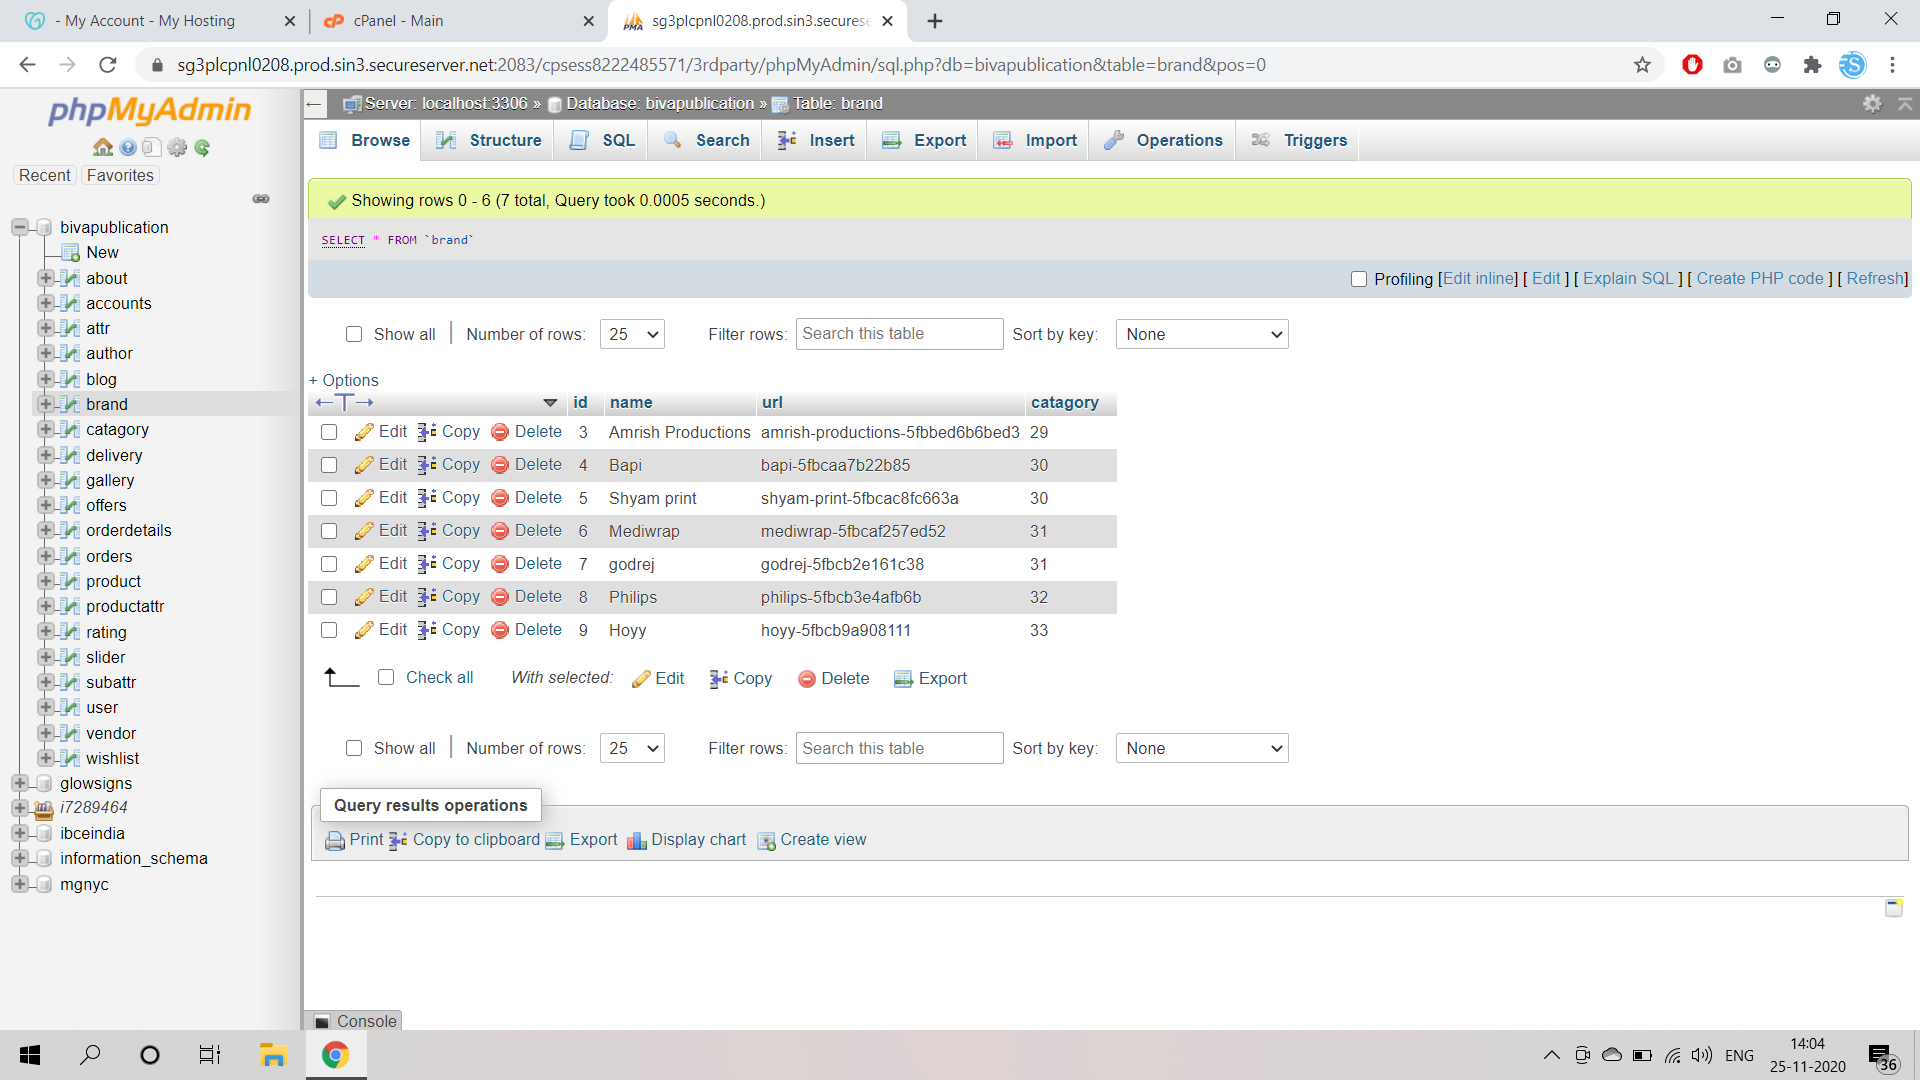 - My Account - My Hosting
cPanel - Main
sg3plcpnl0208.prod.sin3.securese
sg3plcpnl0208.prod.sin3.secureserver.net:2083/cpsess8222485571/3rdparty/phpMyAdmin/sql.php?db=bivapublication&table=brand&pos=0
phpMyAdmin
Recent Favorites
bivapublication
New
about
accounts
attr
author
blog
brand
catagory
delivery
gallery
offers
orderdetails
orders
product
productattr
rating
slider
subattr
user
vendor
wishlist
glowsigns
i7289464
ibceindia
information_schema
mgnyc
Server: localhost:3306 » Database: bivapublication » Table: brand
Browse Structure SQL Search Insert Export Import Operations Triggers
Showing rows 0 - 6 (7 total, Query took 0.0005 seconds.)
SELECT * FROM `brand`
Profiling [Edit inline] [ Edit ] [ Explain SQL ] [ Create PHP code ] [ Refresh]
Show all | Number of rows: 25 Filter rows: Search this table Sort by key: None
+ Options
←T→ id name url catagory
Edit Copy Delete 3 Amrish Productions amrish-productions-5fbbed6b6bed3 29
Edit Copy Delete 4 Bapi bapi-5fbcaa7b22b85 30
Edit Copy Delete 5 Shyam print shyam-print-5fbcac8fc663a 30
Edit Copy Delete 6 Mediwrap mediwrap-5fbcaf257ed52 31
Edit Copy Delete 7 godrej godrej-5fbcb2e161c38 31
Edit Copy Delete 8 Philips philips-5fbcb3e4afb6b 32
Edit Copy Delete 9 Hoyy hoyy-5fbcb9a908111 33
Check all With selected: Edit Copy Delete Export
Show all | Number of rows: 25 Filter rows: Search this table Sort by key: None
Query results operations
Print Copy to clipboard Export Display chart Create view
Console
ENG
14:04
25-11-2020
36